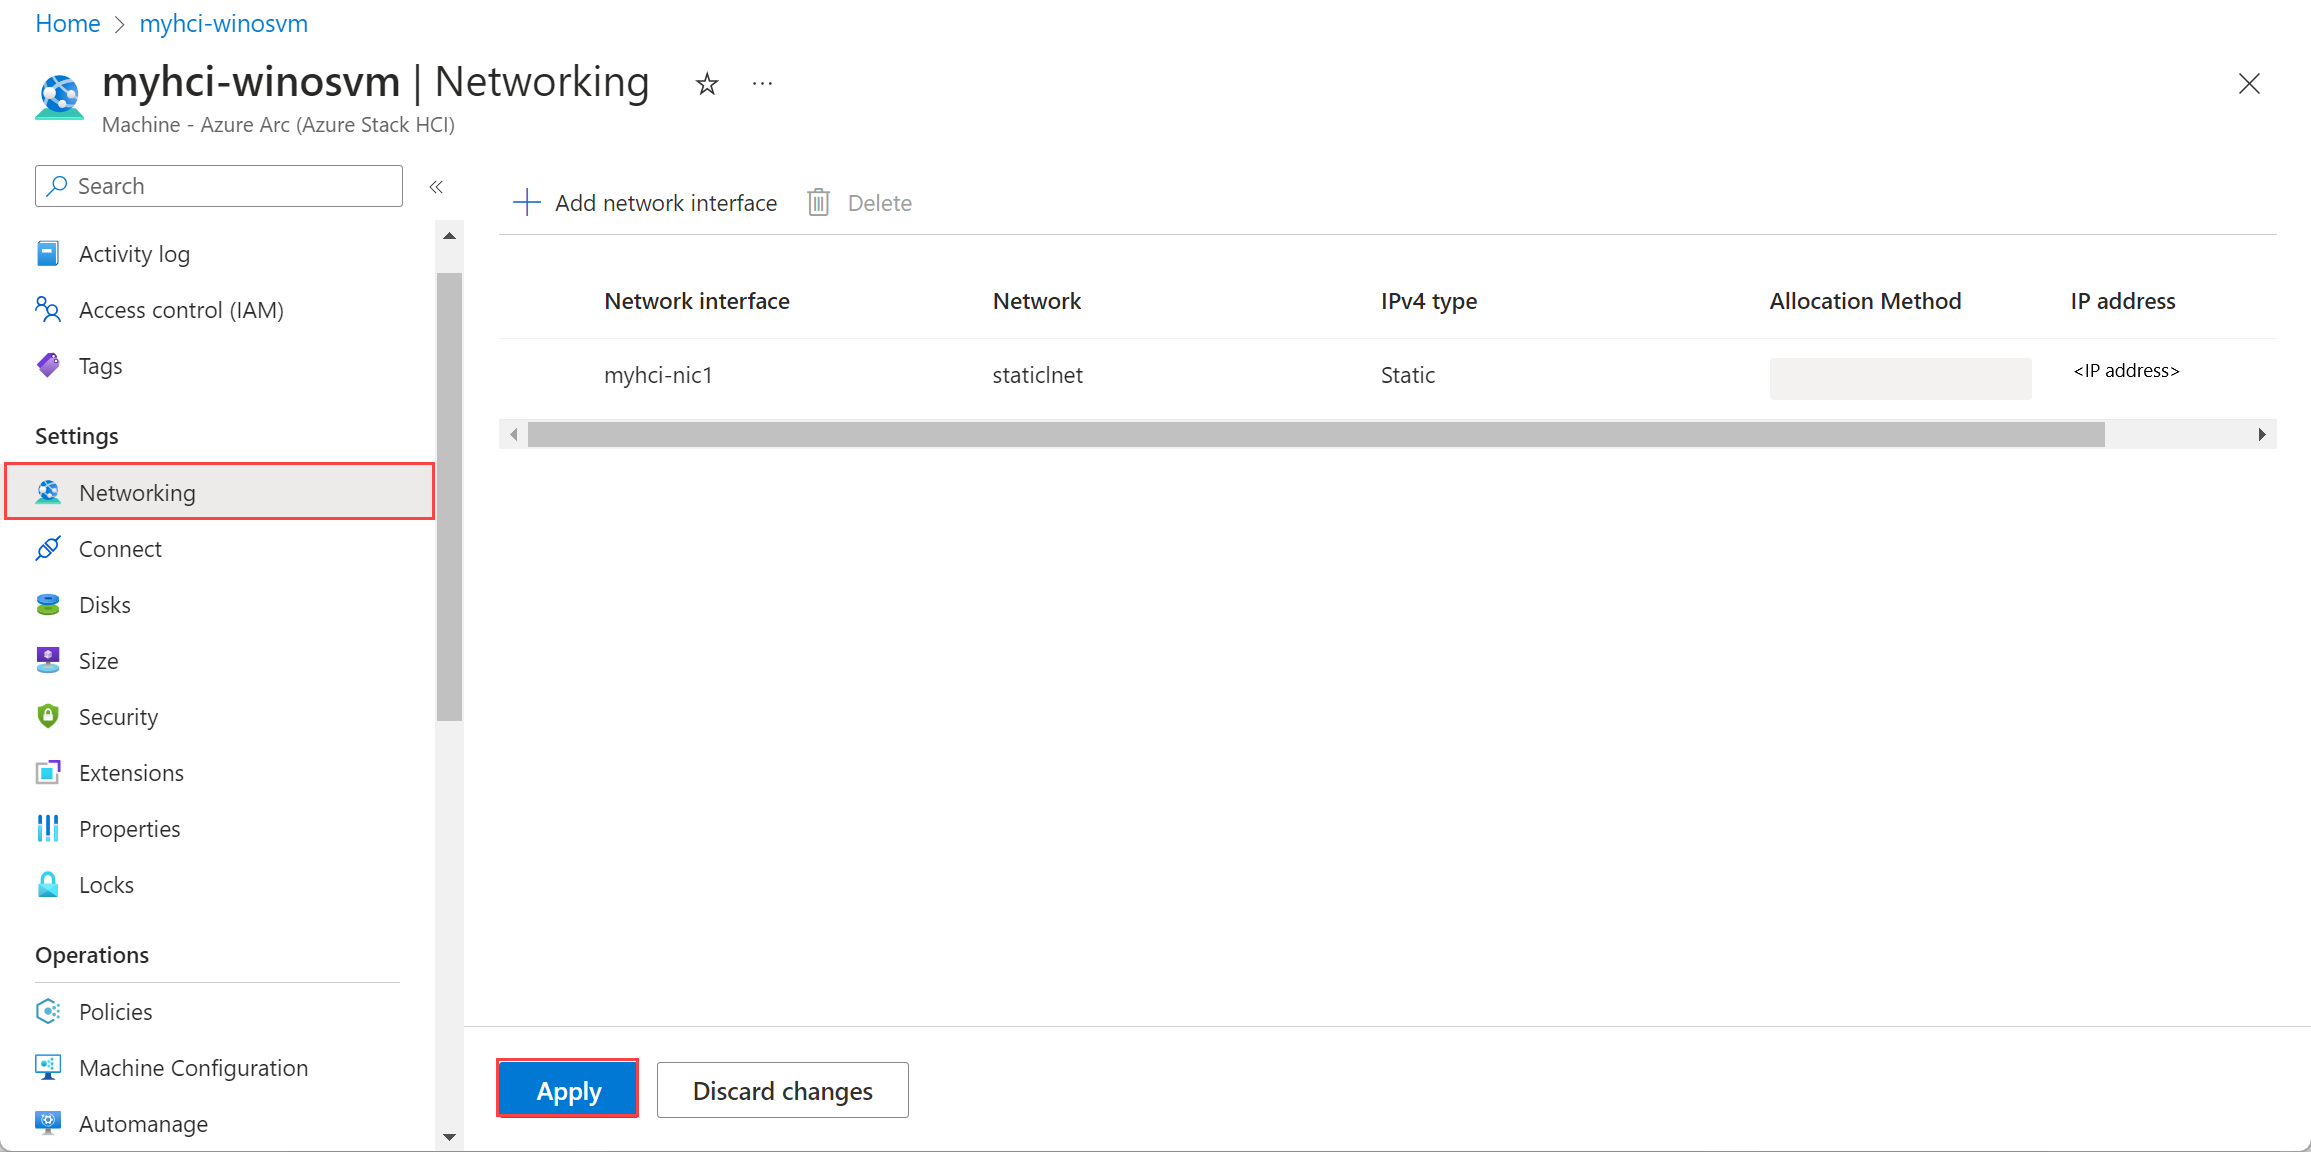 Home > myhci-winosvm
myhci-winosvm | Networking
Machine - Azure Arc (Azure Stack HCI)
Search
Activity log
Access control (IAM)
Tags
Settings
Networking
Connect
Disks
Size
Security
Extensions
Properties
Locks
Operations
Policies
Machine Configuration
Automanage
Add network interface Delete
Network interface Network IPv4 type Allocation Method IP address
myhci-nic1 staticlnet Static <IP address>
Apply Discard changes